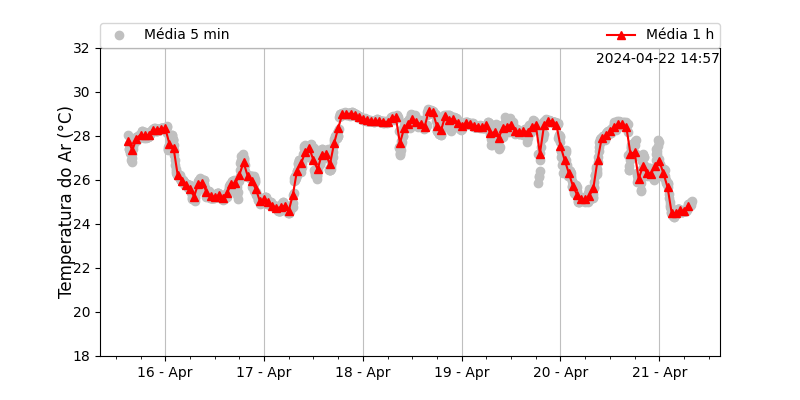 Média 5 min
Média 1 h
2024-04-22 14:57
Temperatura do Ar (°C)
32
30
28
26
24
22
20
18
16 - Apr
17 - Apr
18 - Apr
19 - Apr
20 - Apr
21 - Apr